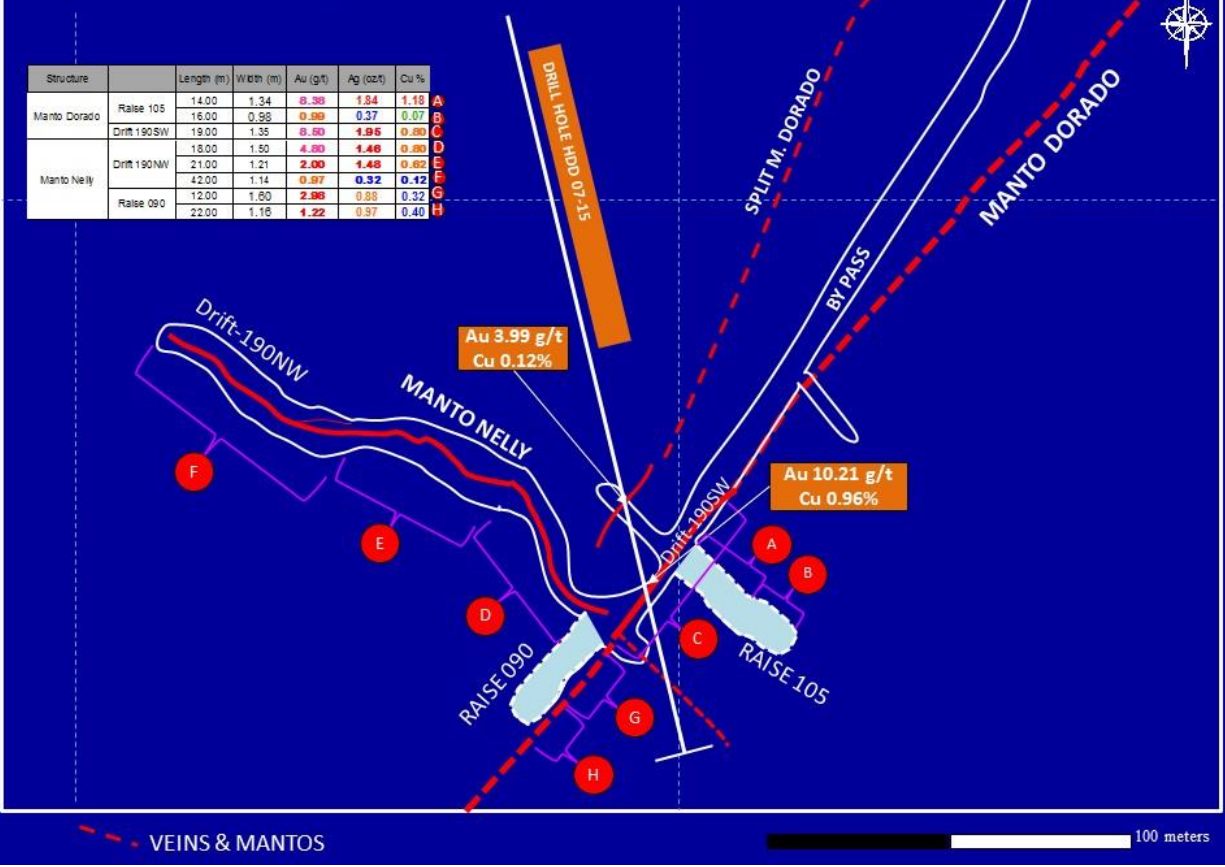 Structure Length (m) Width (m) Au (g/t) Ag (oz/t) Cu %
Manto Dorado Raise 105 14.00 1.34 8.38 1.84 1.18 A
16.00 0.98 0.99 0.37 0.07 B
Drift 190SW 19.00 1.35 8.50 1.95 0.80 C
Manto Nelly Drift 190NW 18.00 1.50 4.80 1.46 0.80 D
21.00 1.21 2.00 1.48 0.62 E
42.00 1.14 0.97 0.32 0.12 F
Raise 090 12.00 1.60 2.98 0.88 0.32 G
22.00 1.16 1.22 0.97 0.40 H
DRILL HOLE HDD 07-15
SPLIT M. DORADO
MANTO DORADO
BY PASS
Drift-190NW
MANTO NELLY
Au 3.99 g/t
Cu 0.12%
Au 10.21 g/t
Cu 0.96%
Drift-190SW
F
E
D
A
B
C
RAISE 090
RAISE 105
G
H
VEINS & MANTOS
100 meters